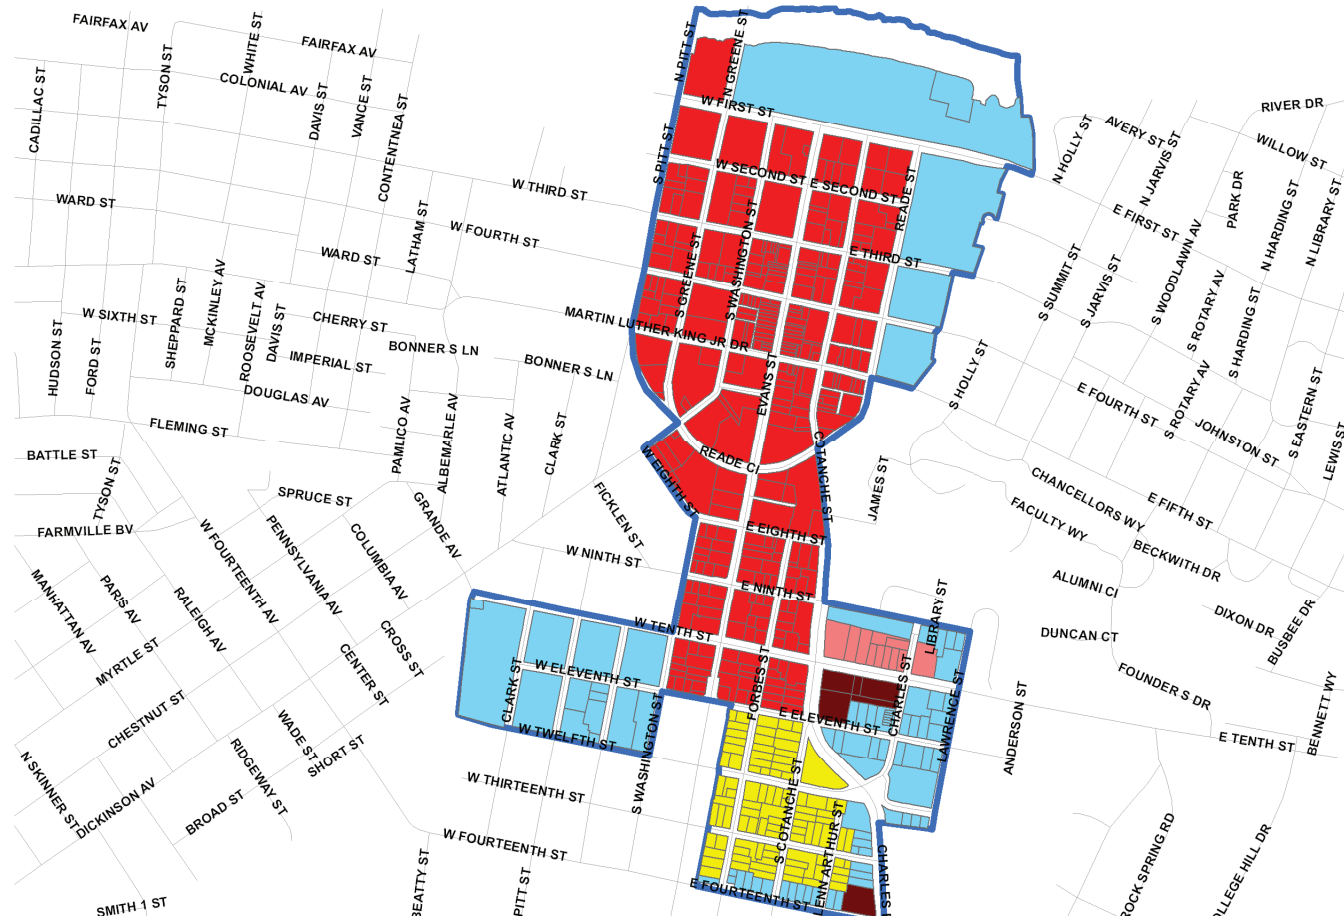 FAIRFAX AV
WHITE ST
FAIRFAX AV
N PITT ST
N GREENE ST
CADILLAC ST
TYSON ST
COLONIAL AV
DAVIS ST
VANCE ST
CONTENTNEA ST
W FIRST ST
RIVER DR
AVERY ST
N HOLLY ST
N JARVIS ST
WILLOW ST
S PITT ST
W SECOND ST
E SECOND ST
READE ST
WARD ST
W THIRD ST
LATHAM ST
W FOURTH ST
WARD ST
PARK DR
N HARDING ST
N LIBRARY ST
E FIRST ST
S WASHINGTON ST
S GREENE ST
E THIRD ST
S SUMMIT ST
S JARVIS ST
S WOODLAWN AV
S ROTARY AV
S HARDING ST
SHEPPARD ST
MCKINLEY AV
ROOSEVELT AV
DAVIS ST
W SIXTH ST
CHERRY ST
MARTIN LUTHER KING JR DR
HUDSON ST
FORD ST
IMPERIAL ST
BONNER S LN
BONNER S LN
DOUGLAS AV
EVANS ST
S HOLLY ST
E FOURTH ST
S ROTARY AV
JOHNSTON ST
S EASTERN ST
LEWIS ST
FLEMING ST
PAMLICO AV
ALBEMARLE AV
ATLANTIC AV
CLARK ST
BATTLE ST
TYSON ST
READE CI
COTANCHE ST
W EIGHTH ST
JAMES ST
CHANCELLORS WY
E FIFTH ST
SPRUCE ST
GRANDE AV
FICKLEN ST
FACULTY WY
FARMVILLE BV
W FOURTEENTH AV
PENNSYLVANIA AV
COLUMBIA AV
E EIGHTH ST
W NINTH ST
BECKWITH DR
MANHATTAN AV
PARIS AV
RALEIGH AV
E NINTH ST
ALUMNI CI
DIXON DR
BUSBEE DR
LIBRARY ST
W TENTH ST
CROSS ST
DUNCAN CT
MYRTLE ST
CENTER ST
W ELEVENTH ST
CLARK ST
FORBES ST
CHARLES ST
LAWRENCE ST
FOUNDER S DR
ANDERSON ST
BENNETT WY
CHESTNUT ST
WADE ST
SHORT ST
W TWELFTH ST
S WASHINGTON ST
E ELEVENTH ST
E TENTH ST
RIDGEWAY ST
N SKINNER ST
DICKINSON AV
BROAD ST
W THIRTEENTH ST
S COTANCHE ST
LENN ARTHUR ST
W FOURTEENTH ST
E FOURTEENTH ST
CHARLES
ROCK SPRING RD
OLLEGE HILL DR
BEATTY ST
PITT ST
SMITH 1 ST